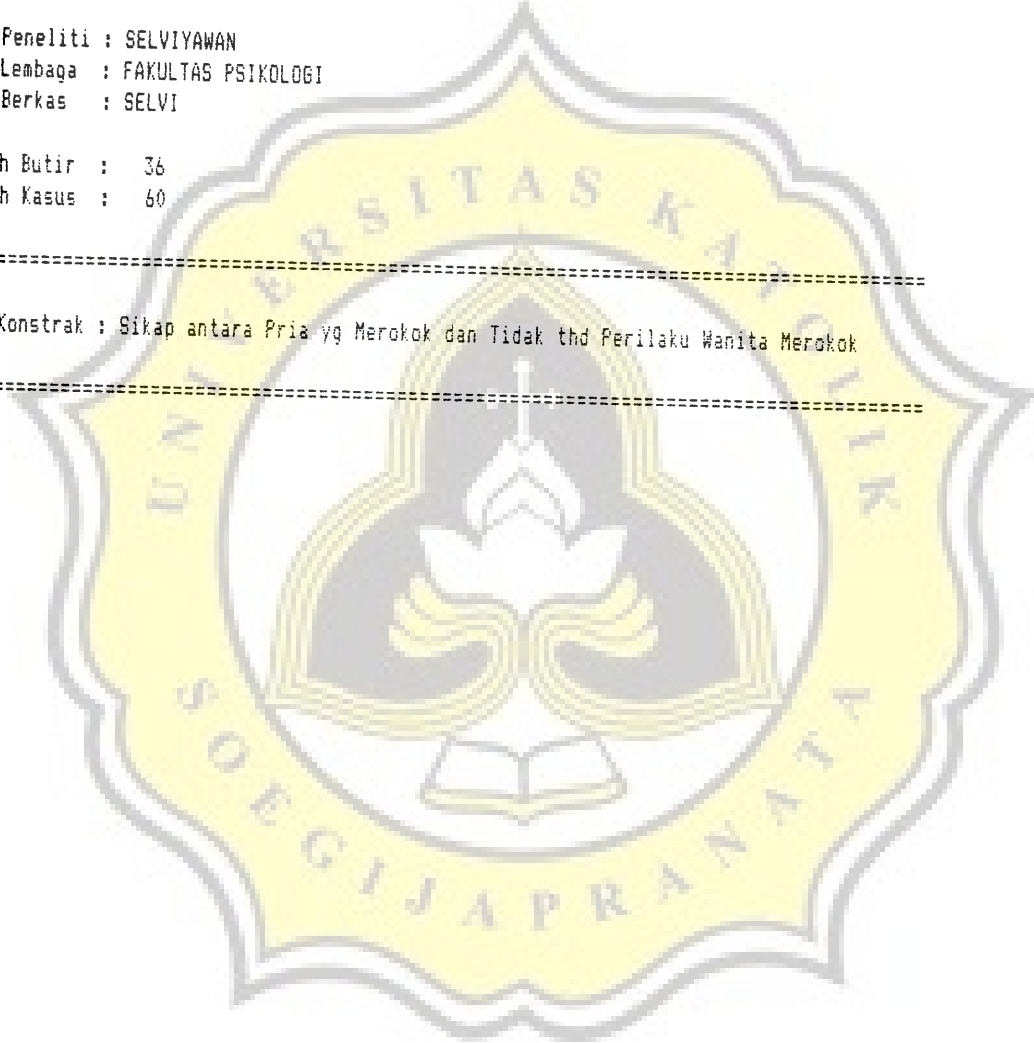 Peneliti : SELVIYAWAN
Lembaga : FAKULTAS PSIKOLOGI
Berkas : SELVI
h Butir : 36
h Kasus : 60
Konstrak : Sikap antara Pria yg Merokok dan Tidak thd Perilaku Wanita Merokok
UNIVERSITAS KATOLIK
SOEGIJAPRANATA